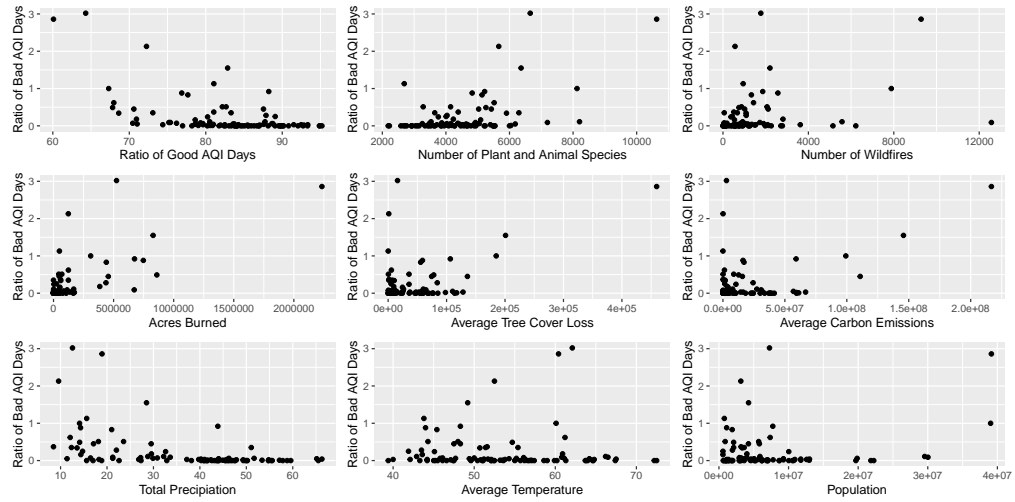 Ratio of Bad AQI Days
3
2
1
0
60 70 80 90
Ratio of Good AQI Days
Ratio of Bad AQI Days
3
2
1
0
2000 4000 6000 8000 10000
Number of Plant and Animal Species
Ratio of Bad AQI Days
3
2
1
0
0 4000 8000 12000
Number of Wildfires
Ratio of Bad AQI Days
3
2
1
0
0 500000 1000000 1500000 2000000
Acres Burned
Ratio of Bad AQI Days
3
2
1
0
0e+00 1e+05 2e+05 3e+05 4e+05
Average Tree Cover Loss
Ratio of Bad AQI Days
3
2
1
0
0.0e+00 5.0e+07 1.0e+08 1.5e+08 2.0e+08
Average Carbon Emissions
Ratio of Bad AQI Days
3
2
1
0
10 20 30 40 50 60
Total Precipiation
Ratio of Bad AQI Days
3
2
1
0
40 50 60 70
Average Temperature
Ratio of Bad AQI Days
3
2
1
0
0e+00 1e+07 2e+07 3e+07 4e+07
Population